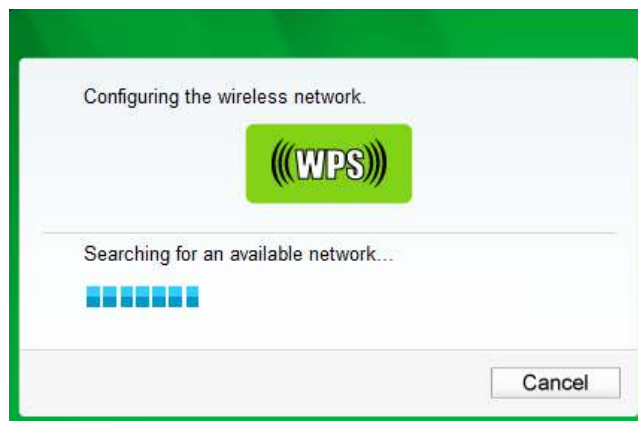 Configuring the wireless network.
WPS
Searching for an available network...
Cancel